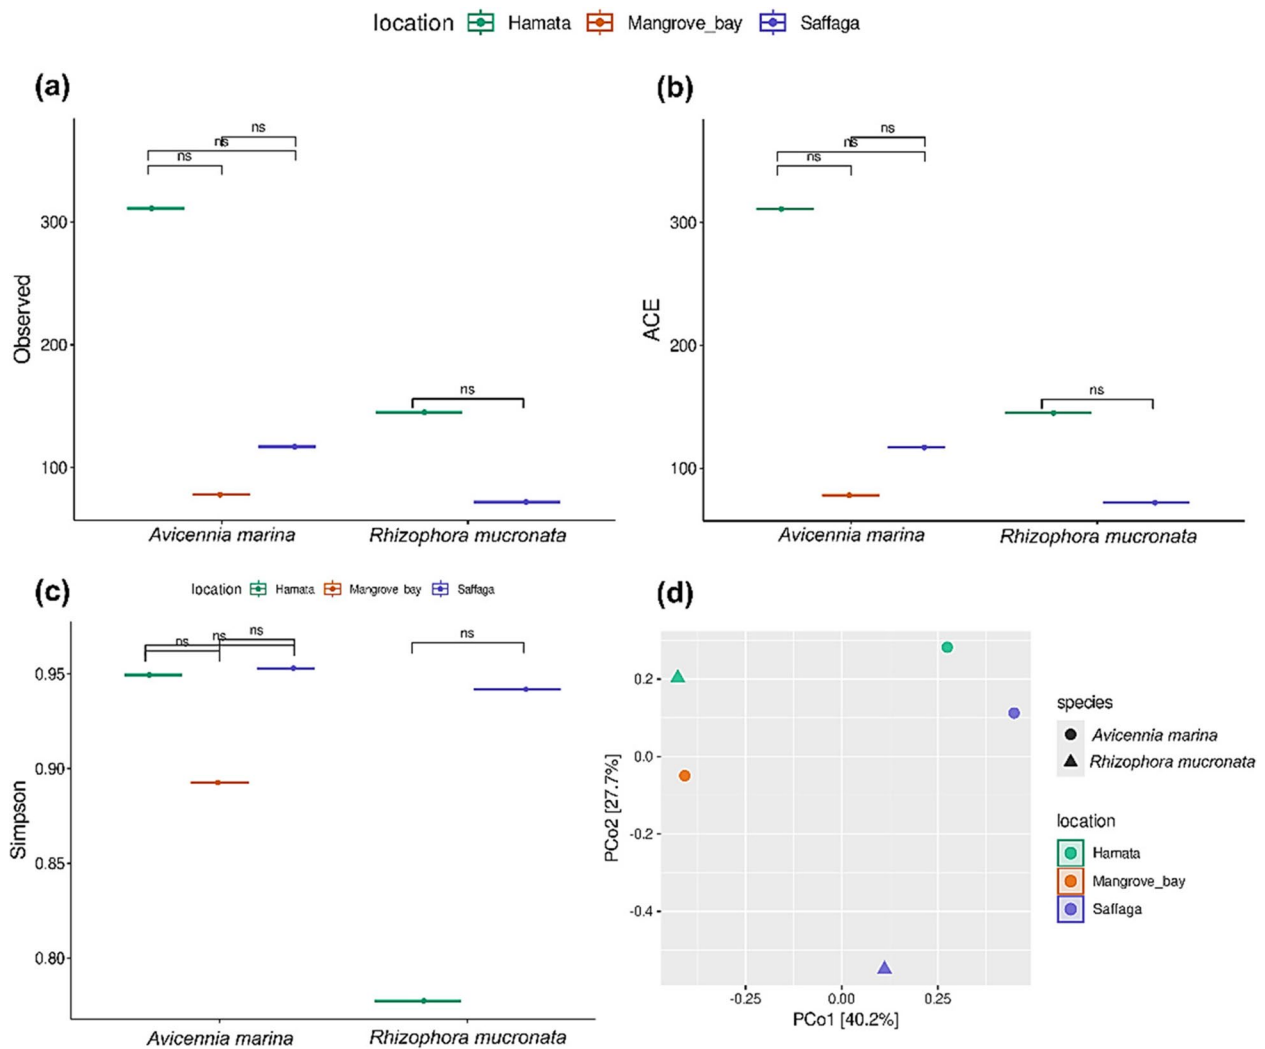 location Hamata Mangrove_bay Saffaga
(a)
ns
ns
ns
300
200
100
Observed
ns
Avicennia marina Rhizophora mucronata
(b)
ns
ns
ns
300
200
100
ACE
ns
Avicennia marina Rhizophora mucronata
(c)
location Hamata Mangrove bay Saffaga
ns ns ns
ns
0.95
0.90
0.85
0.80
Simpson
Avicennia marina Rhizophora mucronata
(d)
0.2
0.0
-0.2
-0.4
PCo2 [27.7%]
-0.25 0.00 0.25
PCo1 [40.2%]
species
Avicennia marina
Rhizophora mucronata
location
Hamata
Mangrove_bay
Saffaga